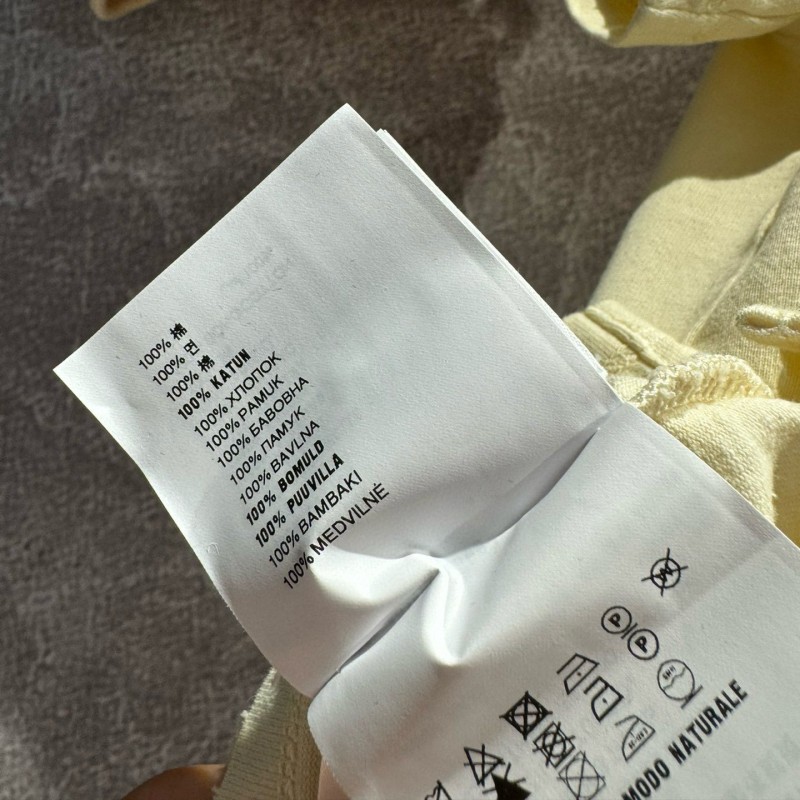 100% 棉
100% 면
100% 棉
100% KATUN
100% ХЛОПОК
100% PAMUK
100% БАВОВНА
100% ПАМУК
100% BAVLNA
100% BOMULD
100% PUUVILLA
100% BAMBAKI
100% MEDVILNĖ
P P
MODO NATURALE